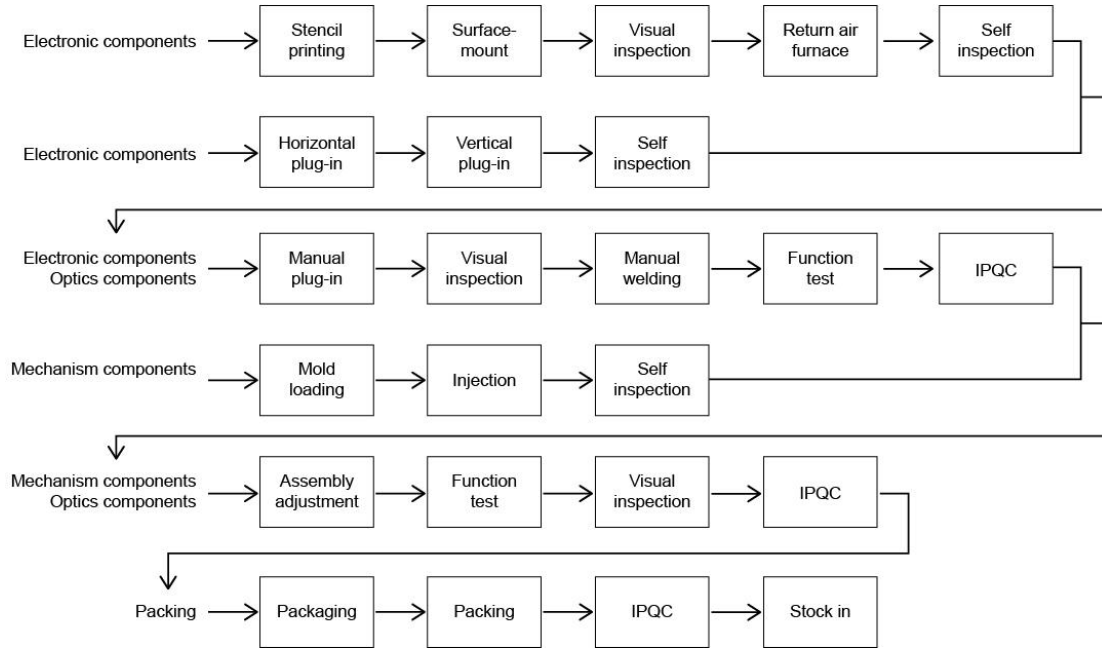 Electronic components
Stencil
printing
Surface-
mount
Visual
inspection
Return air
furnace
Self
inspection
Electronic components
Horizontal
plug-in
Vertical
plug-in
Self
inspection
Electronic components
Optics components
Manual
plug-in
Visual
inspection
Manual
welding
Function
test
IPQC
Mechanism components
Mold
loading
Injection
Self
inspection
Mechanism components
Optics components
Assembly
adjustment
Function
test
Visual
inspection
IPQC
Packing
Packaging
Packing
IPQC
Stock in